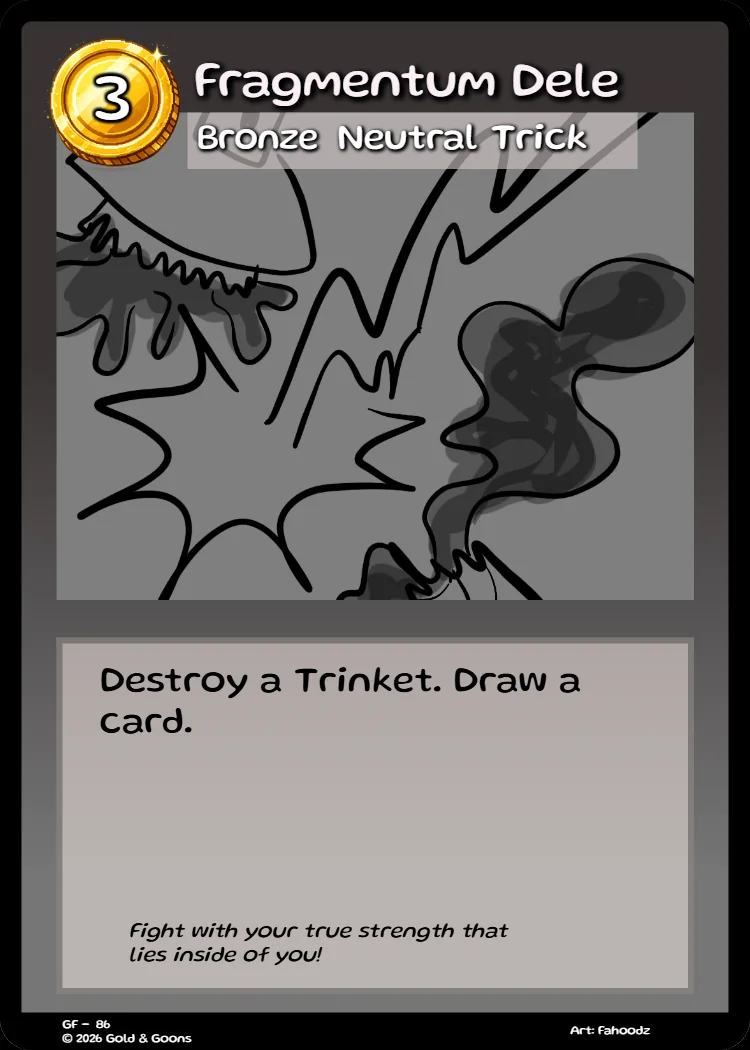 3
Fragmentum Dele
Bronze Neutral Trick
Destroy a Trinket. Draw a
card.
Fight with your true strength that
lies inside of you!
GF - 86
© 2026 Gold & Goons
Art: Fahoodz